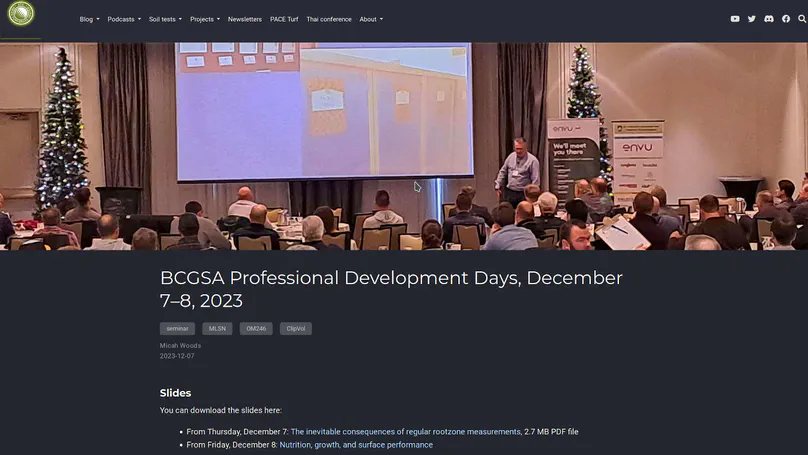 Blog Podcasts Soil tests Projects Newsletters PACE Turf Thai conference About
envu
We'll meet
you there
envu
BCGSA Professional Development Days, December
7–8, 2023
seminar MLSN OM246 ClipVol
Micah Woods
2023-12-07
Slides
You can download the slides here:
• From Thursday, December 7: The inevitable consequences of regular rootzone measurements, 2.7 MB PDF file
• From Friday, December 8: Nutrition, growth, and surface performance